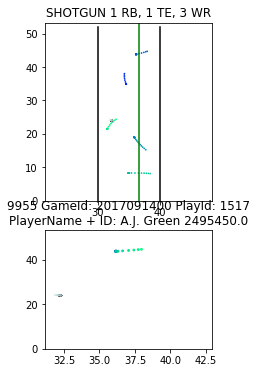 SHOTGUN 1 RB, 1 TE, 3 WR
50
40
30
20
10
0
30
40
9955 GameId: 2017091400 PlayId: 1517
PlayerName + ID: A.J. Green 2495450.0
40
20
0
32.5 35.0 37.5 40.0 42.5